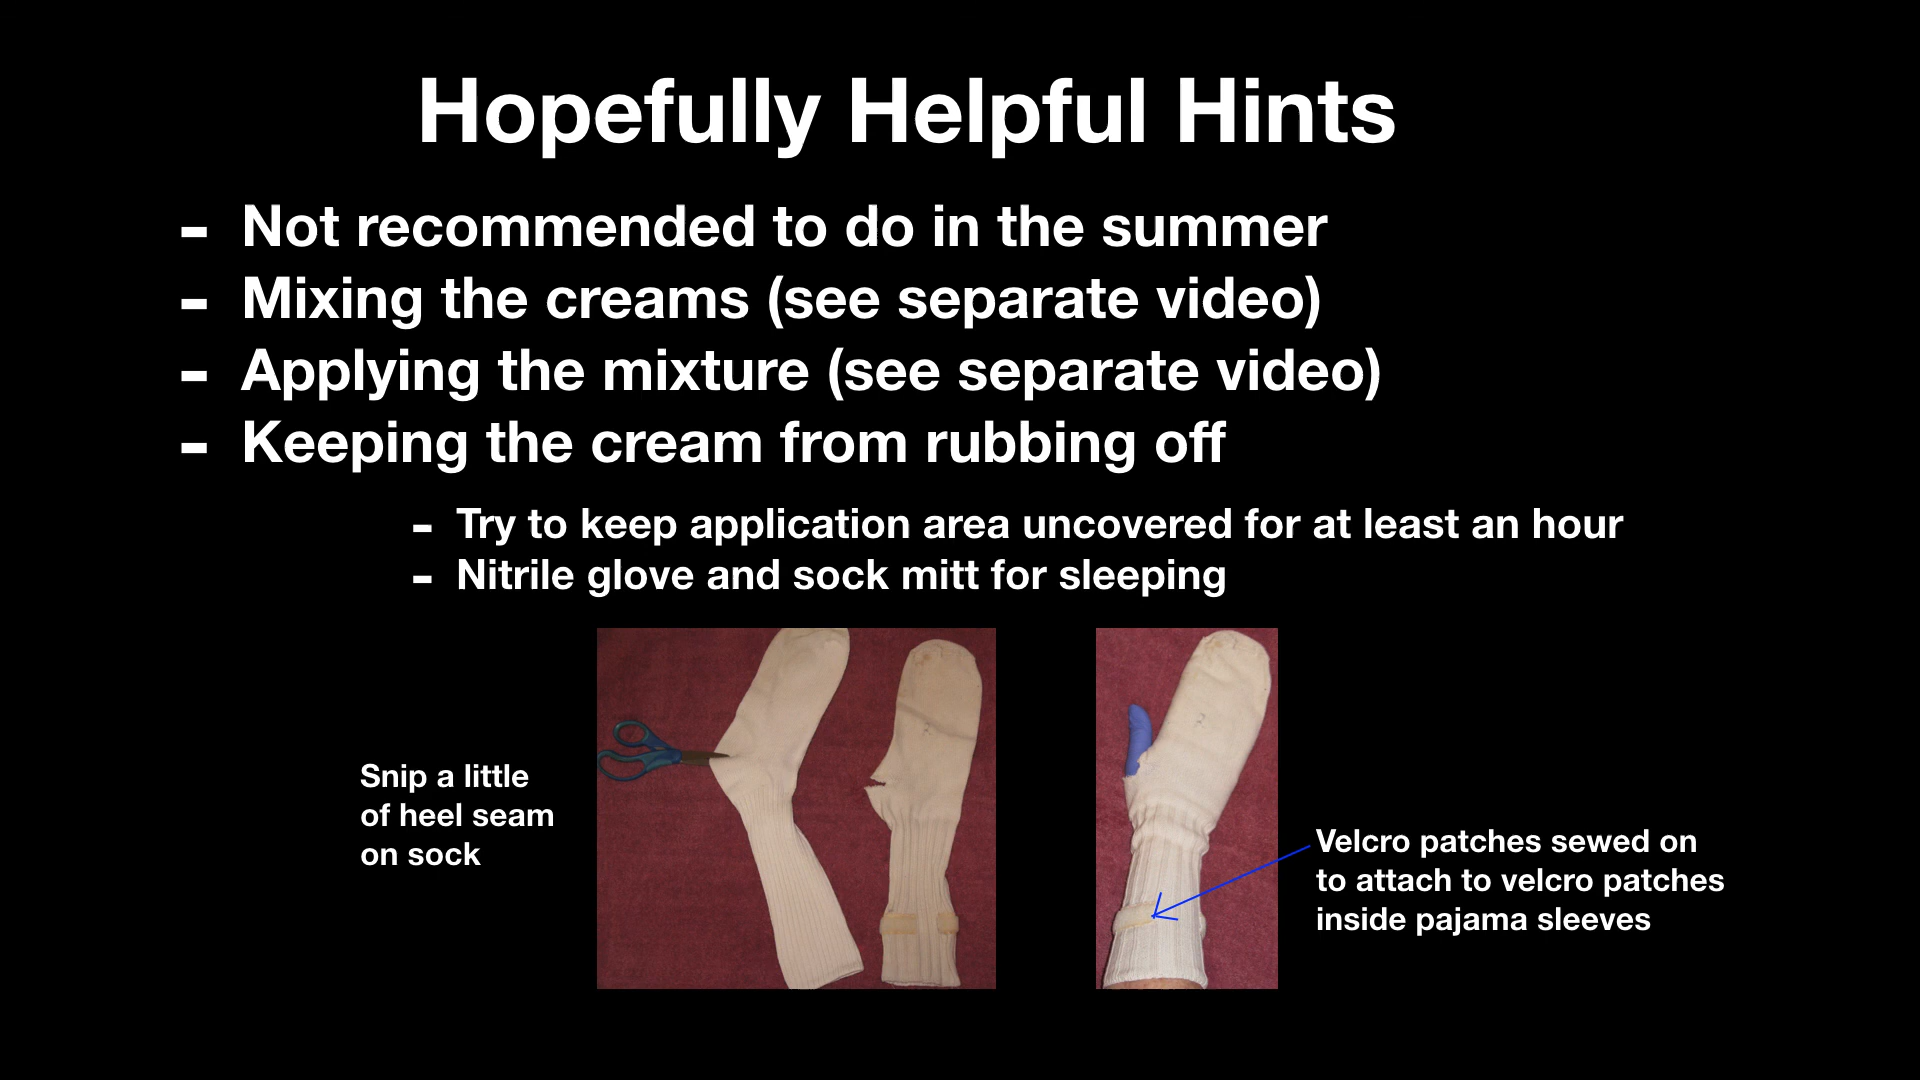 Hopefully Helpful Hints
- Not recommended to do in the summer
- Mixing the creams (see separate video)
- Applying the mixture (see separate video)
- Keeping the cream from rubbing off
- Try to keep application area uncovered for at least an hour
- Nitrile glove and sock mitt for sleeping
Snip a little
of heel seam
on sock
Velcro patches sewed on
to attach to velcro patches
inside pajama sleeves